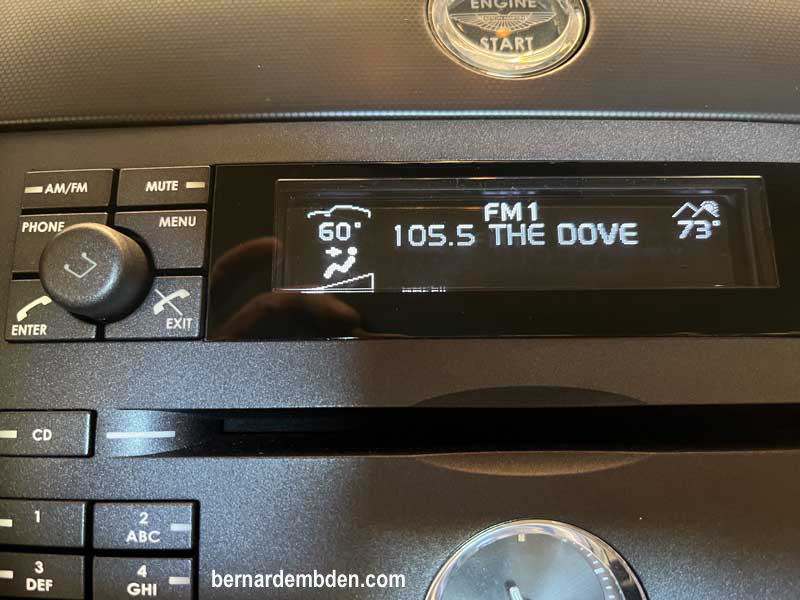 ENGINE
START
AM/FM
MUTE
PHONE
MENU
ENTER
EXIT
FM1
60°
105.5 THE DOVE
73°
CD
1
2
ABC
3
DEF
4
GHI
bernardembden.com